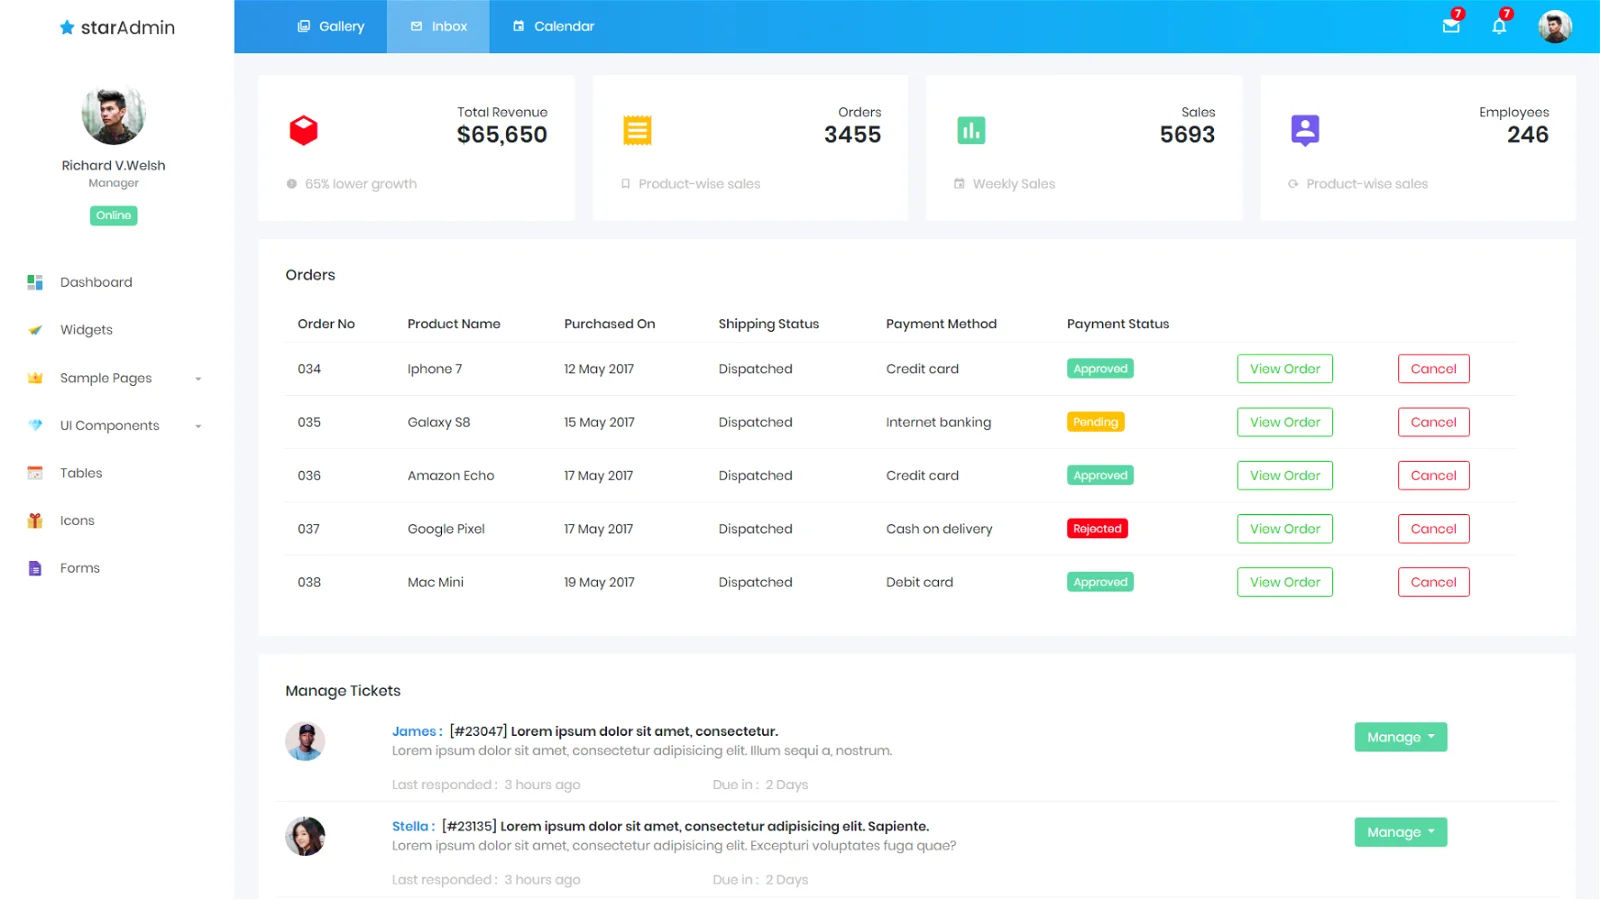 starAdmin
Gallery
Inbox
Calendar
7
7
Richard V.Welsh
Manager
Online
Dashboard
Widgets
Sample Pages
UI Components
Tables
Icons
Forms
Total Revenue
$65,650
65% lower growth
Orders
3455
Product-wise sales
Sales
5693
Weekly Sales
Employees
246
Product-wise sales
Orders
Order No Product Name Purchased On Shipping Status Payment Method Payment Status
034 Iphone 7 12 May 2017 Dispatched Credit card Approved View Order Cancel
035 Galaxy S8 15 May 2017 Dispatched Internet banking Pending View Order Cancel
036 Amazon Echo 17 May 2017 Dispatched Credit card Approved View Order Cancel
037 Google Pixel 17 May 2017 Dispatched Cash on delivery Rejected View Order Cancel
038 Mac Mini 19 May 2017 Dispatched Debit card Approved View Order Cancel
Manage Tickets
James : [#23047] Lorem ipsum dolor sit amet, consectetur.
Lorem ipsum dolor sit amet, consectetur adipisicing elit. Illum sequi a, nostrum.
Last responded : 3 hours ago Due in : 2 Days
Manage
Stella : [#23135] Lorem ipsum dolor sit amet, consectetur adipisicing elit. Sapiente.
Lorem ipsum dolor sit amet, consectetur adipisicing elit. Excepturi voluptates fuga quae?
Last responded : 3 hours ago Due in : 2 Days
Manage